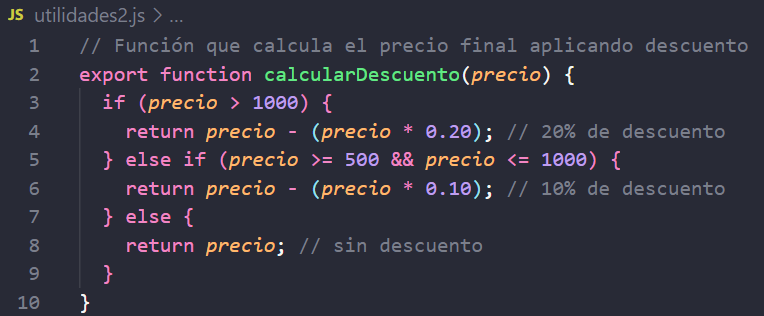 JS utilidades2.js > ...
1 // Función que calcula el precio final aplicando descuento
2 export function calcularDescuento(precio) {
3   if (precio > 1000) {
4     return precio - (precio * 0.20); // 20% de descuento
5   } else if (precio >= 500 && precio <= 1000) {
6     return precio - (precio * 0.10); // 10% de descuento
7   } else {
8     return precio; // sin descuento
9   }
10 }